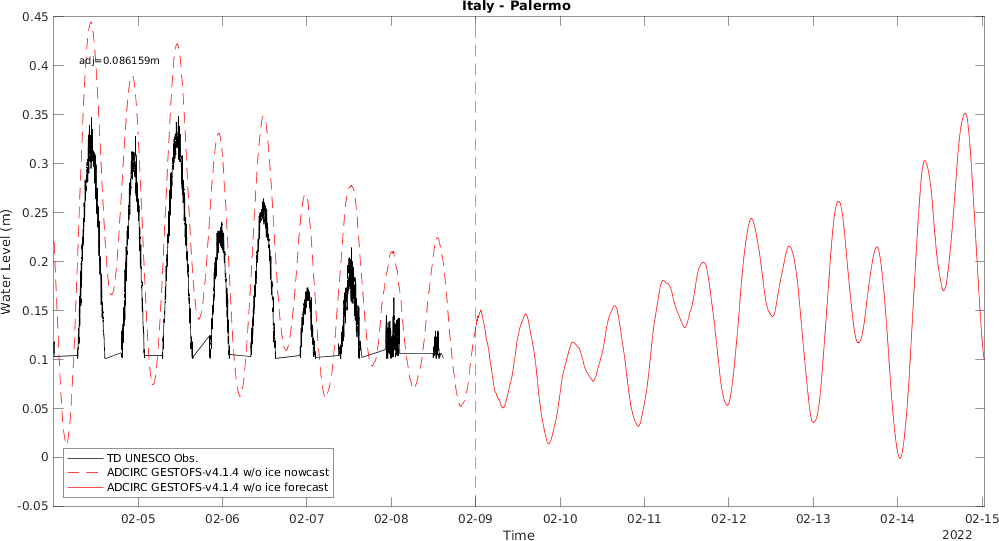 Italy - Palermo
0.45
0.4
0.35
0.3
0.25
0.2
0.15
0.1
0.05
0
-0.05
Water Level (m)
adj=0.086159m
TD UNESCO Obs.
ADCIRC GESTOFS-v4.1.4 w/o ice nowcast
ADCIRC GESTOFS-v4.1.4 w/o ice forecast
02-05 02-06 02-07 02-08 02-09 02-10 02-11 02-12 02-13 02-14 02-15
Time
2022